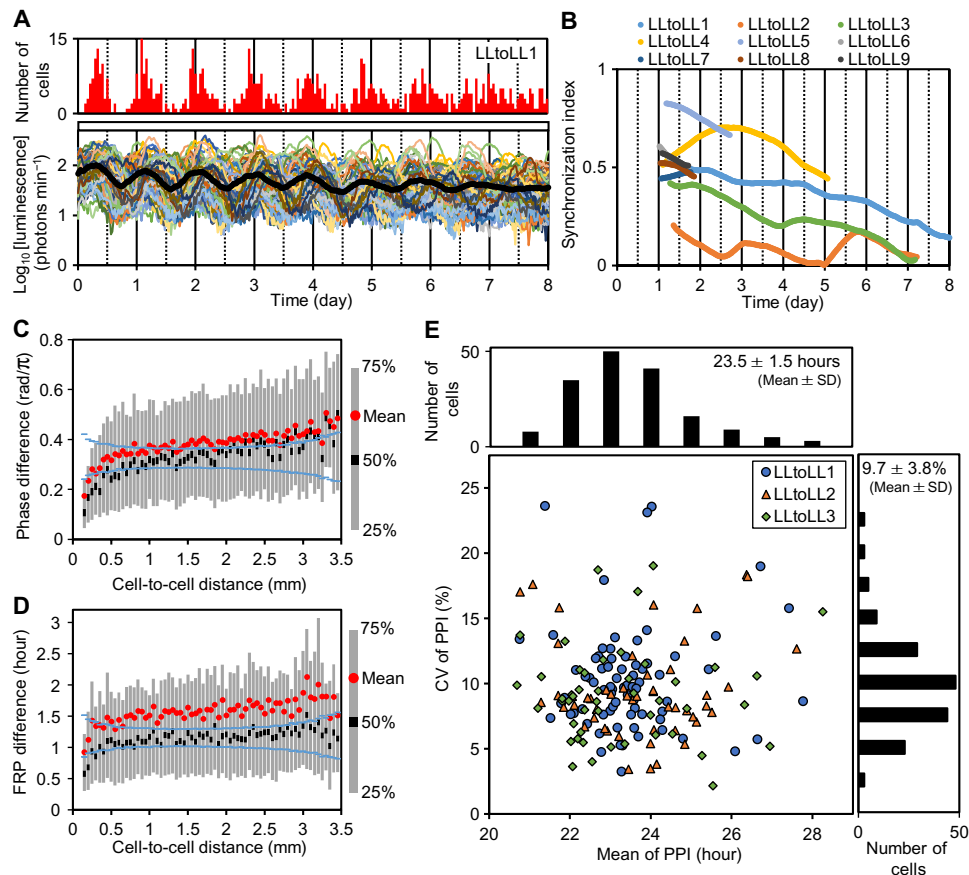 A
Number of
cells
15
0
LLtoLL1
Log10 [luminescence]
(photons min−1)
2
1
0
0 1 2 3 4 5 6 7 8
Time (day)
B
LLtoLL1 LLtoLL2 LLtoLL3
LLtoLL4 LLtoLL5 LLtoLL6
LLtoLL7 LLtoLL8 LLtoLL9
Synchronization index
1
0.5
0
0 1 2 3 4 5 6 7 8
Time (day)
C
Phase difference (rad/π)
0.8
0.6
0.4
0.2
0
0 0.5 1 1.5 2 2.5 3 3.5
Cell-to-cell distance (mm)
75%
Mean
50%
25%
D
FRP difference (hour)
3
2.5
2
1.5
1
0.5
0
0 0.5 1 1.5 2 2.5 3 3.5
Cell-to-cell distance (mm)
75%
Mean
50%
25%
E
Number of
cells
50
0
23.5 ± 1.5 hours
(Mean ± SD)
CV of PPI (%)
25
20
15
10
5
0
LLtoLL1
LLtoLL2
LLtoLL3
20 22 24 26 28
Mean of PPI (hour)
9.7 ± 3.8%
(Mean ± SD)
0 50
Number of
cells